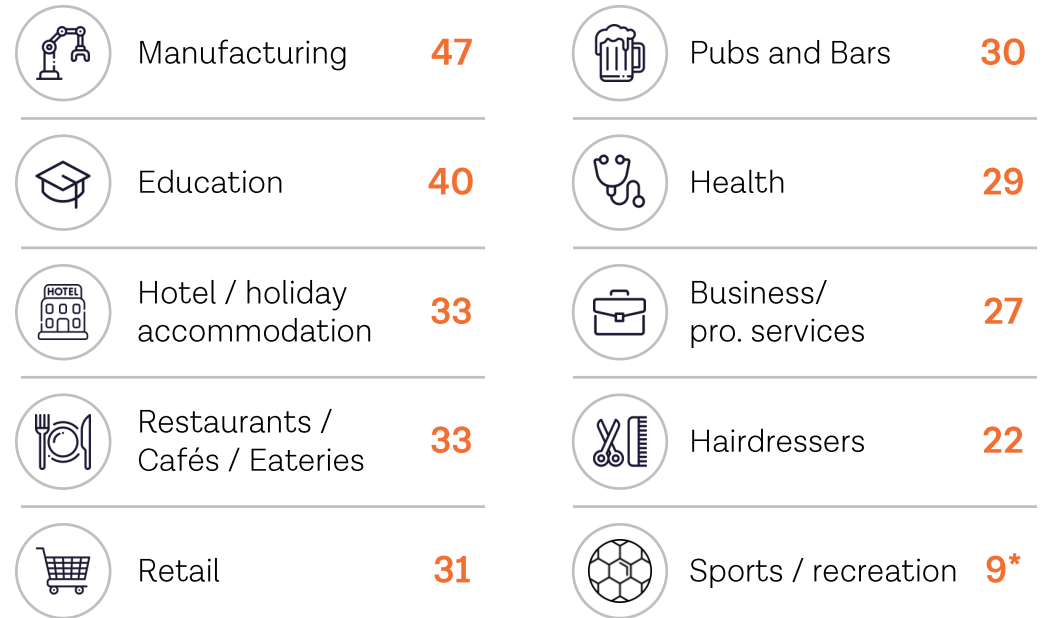 Manufacturing 47
Education 40
HOTEL
Hotel / holiday
accommodation 33
Restaurants /
Cafés / Eateries 33
Retail 31
Pubs and Bars 30
Health 29
Business/
pro. services 27
Hairdressers 22
Sports / recreation 9*